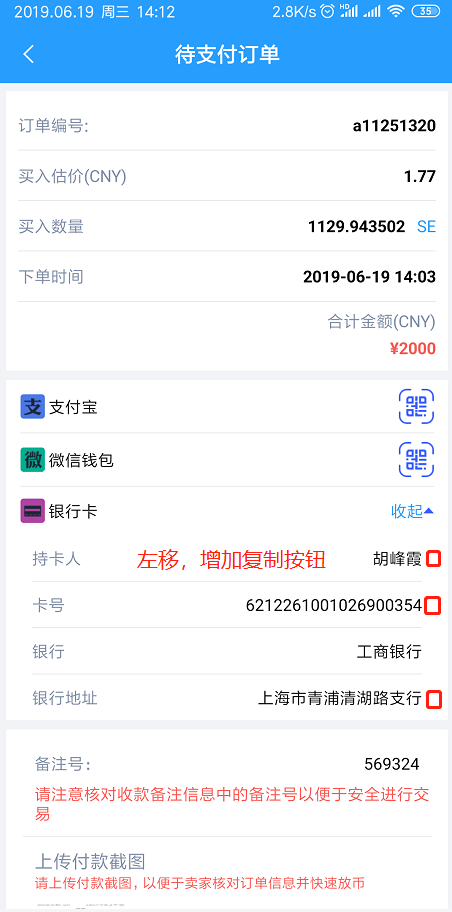 2019.06.19 周三 14:12 2.8K/s HD 35
待支付订单
订单编号: a11251320
买入估价(CNY) 1.77
买入数量 1129.943502 SE
下单时间 2019-06-19 14:03
合计金额(CNY)
¥2000
支 支付宝
微 微信钱包
银行卡 收起
持卡人 左移，增加复制按钮 胡峰霞
卡号 6212261001026900354
银行 工商银行
银行地址 上海市青浦清湖路支行
备注号: 569324
请注意核对收款备注信息中的备注号以便于安全进行交
易
上传付款截图
请上传付款截图，以便于卖家核对订单信息并快速放币